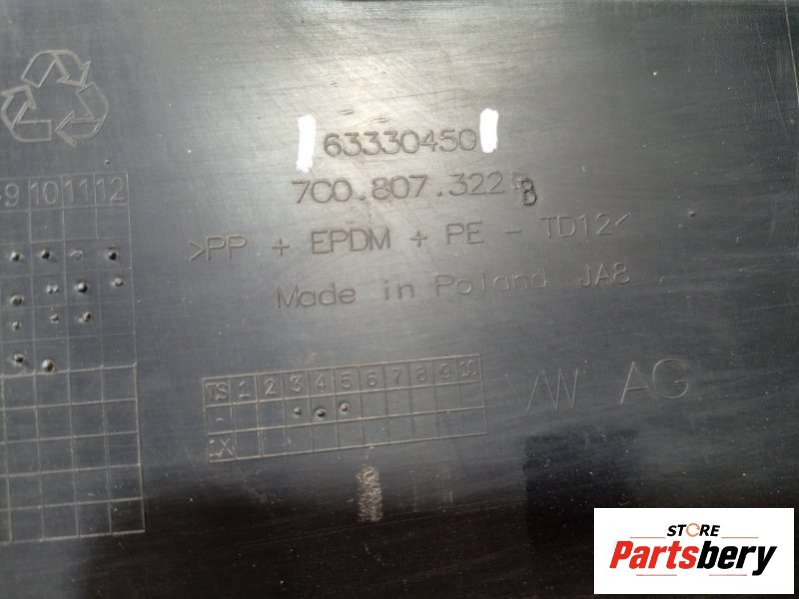 63330450
7C0.807.322 B
>PP + EPDM + PE - TD12<
Made in Poland JA8
9 10 11 12
TS 1 2 3 4 5 6 7 8 9 10
-
1X
VW AG
STORE
Partsbery